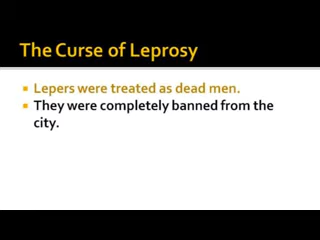 The Curse of Leprosy
Lepers were treated as dead men.
They were completely banned from the
city.